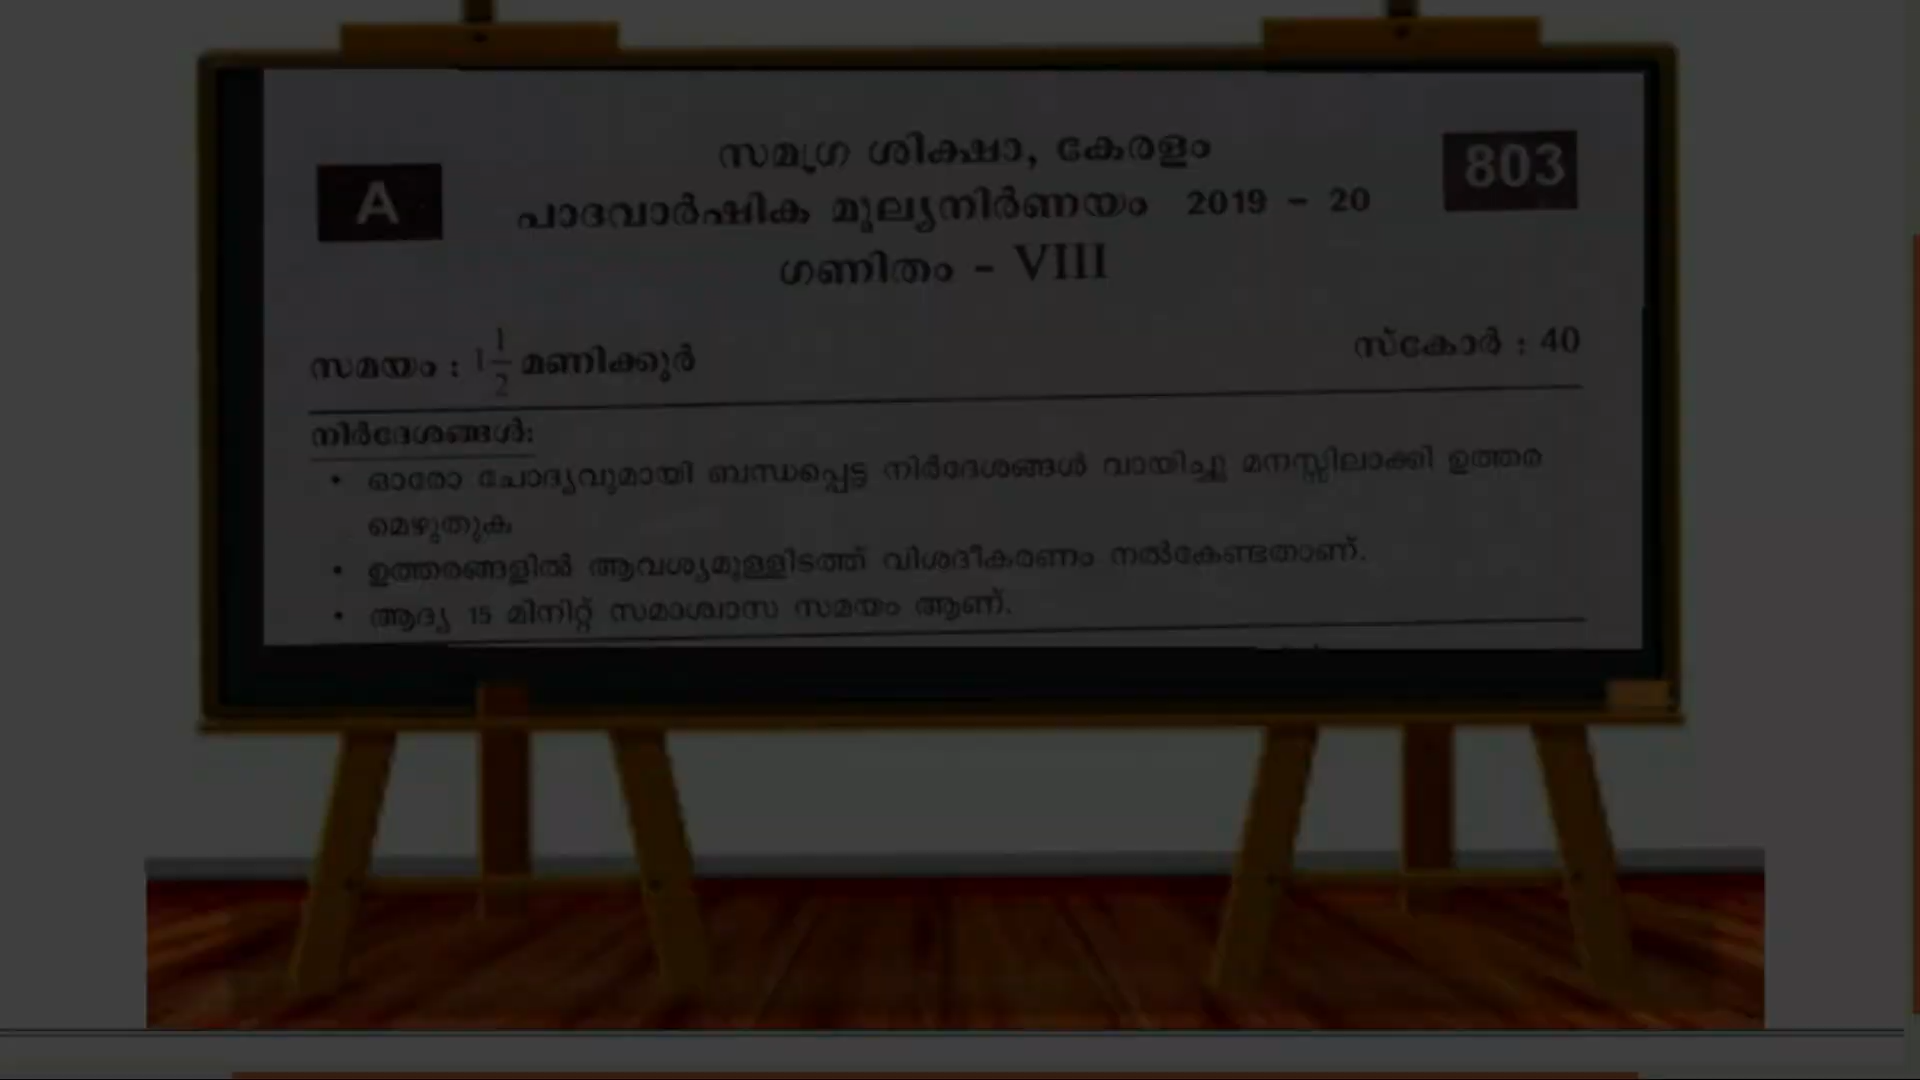 സമഗ്ര ശിക്ഷാ, കേരളം
A
803
പാദവാർഷിക മൂല്യനിർണയം 2019 - 20
ഗണിതം - VIII
സമയം : 1 1/2 മണിക്കൂർ
സ്കോർ : 40
നിർദേശങ്ങൾ:
• ഓരോ ചോദ്യവുമായി ബന്ധപ്പെട്ട നിർദേശങ്ങൾ വായിച്ചു മനസ്സിലാക്കി ഉത്തര
മെഴുതുക
• ഉത്തരങ്ങളിൽ ആവശ്യമുള്ളിടത്ത് വിശദീകരണം നൽകേണ്ടതാണ്.
• ആദ്യ 15 മിനിറ്റ് സമാശ്വാസ സമയം ആണ്.